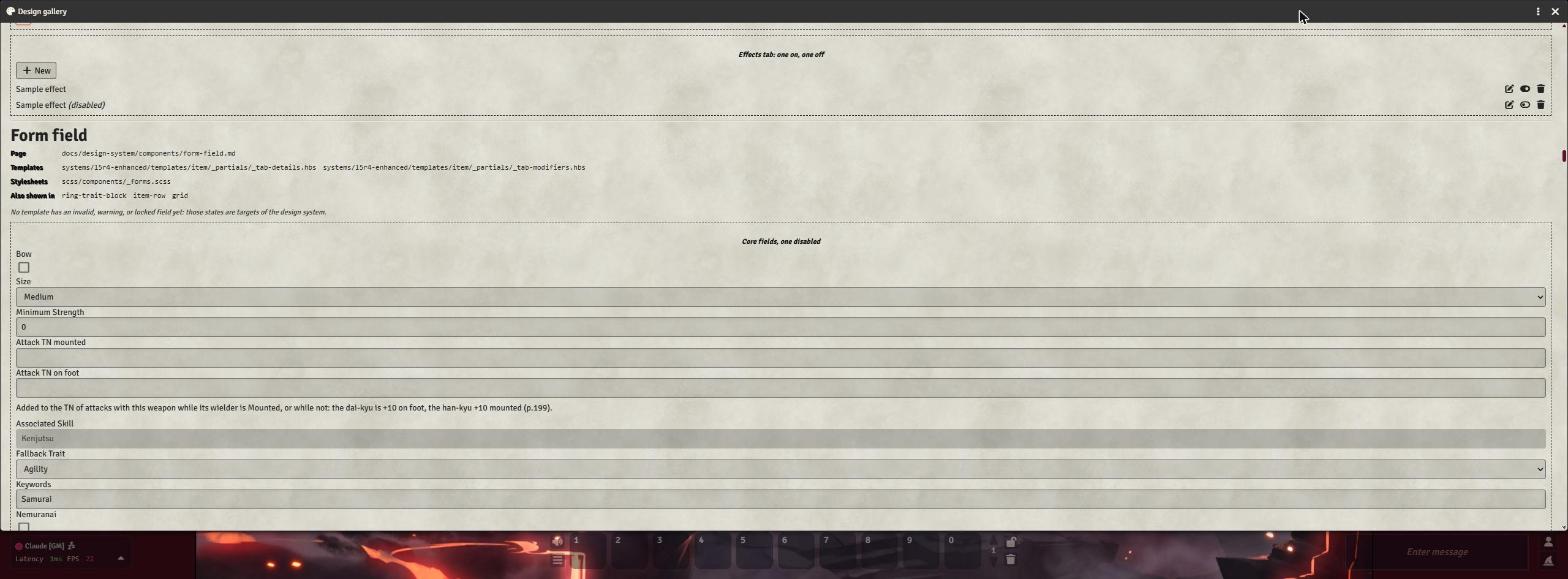 Design gallery
Effects tab: one on, one off
New
Sample effect
Sample effect (disabled)
Form field
Page docs/design-system/components/form-field.md
Templates systems/l5r4-enhanced/templates/item/_partials/_tab-details.hbs systems/l5r4-enhanced/templates/item/_partials/_tab-modifiers.hbs
Stylesheets scss/components/_forms.scss
Also shown in ring-trait-block item-row grid
No template has an invalid, warning, or locked field yet: those states are targets of the design system.
Core fields, one disabled
Bow
Size
Medium
Minimum Strength
0
Attack TN mounted
Attack TN on foot
Added to the TN of attacks with this weapon while its wielder is Mounted, or while not: the dai-kyu is +10 on foot, the han-kyu +10 mounted (p.199).
Associated Skill
Kenjutsu
Fallback Trait
Agility
Keywords
Samurai
Nemuranai
Claude [GM]
Latency 3ms FPS 22
1 2 3 4 5 6 7 8 9 0
1
Enter message